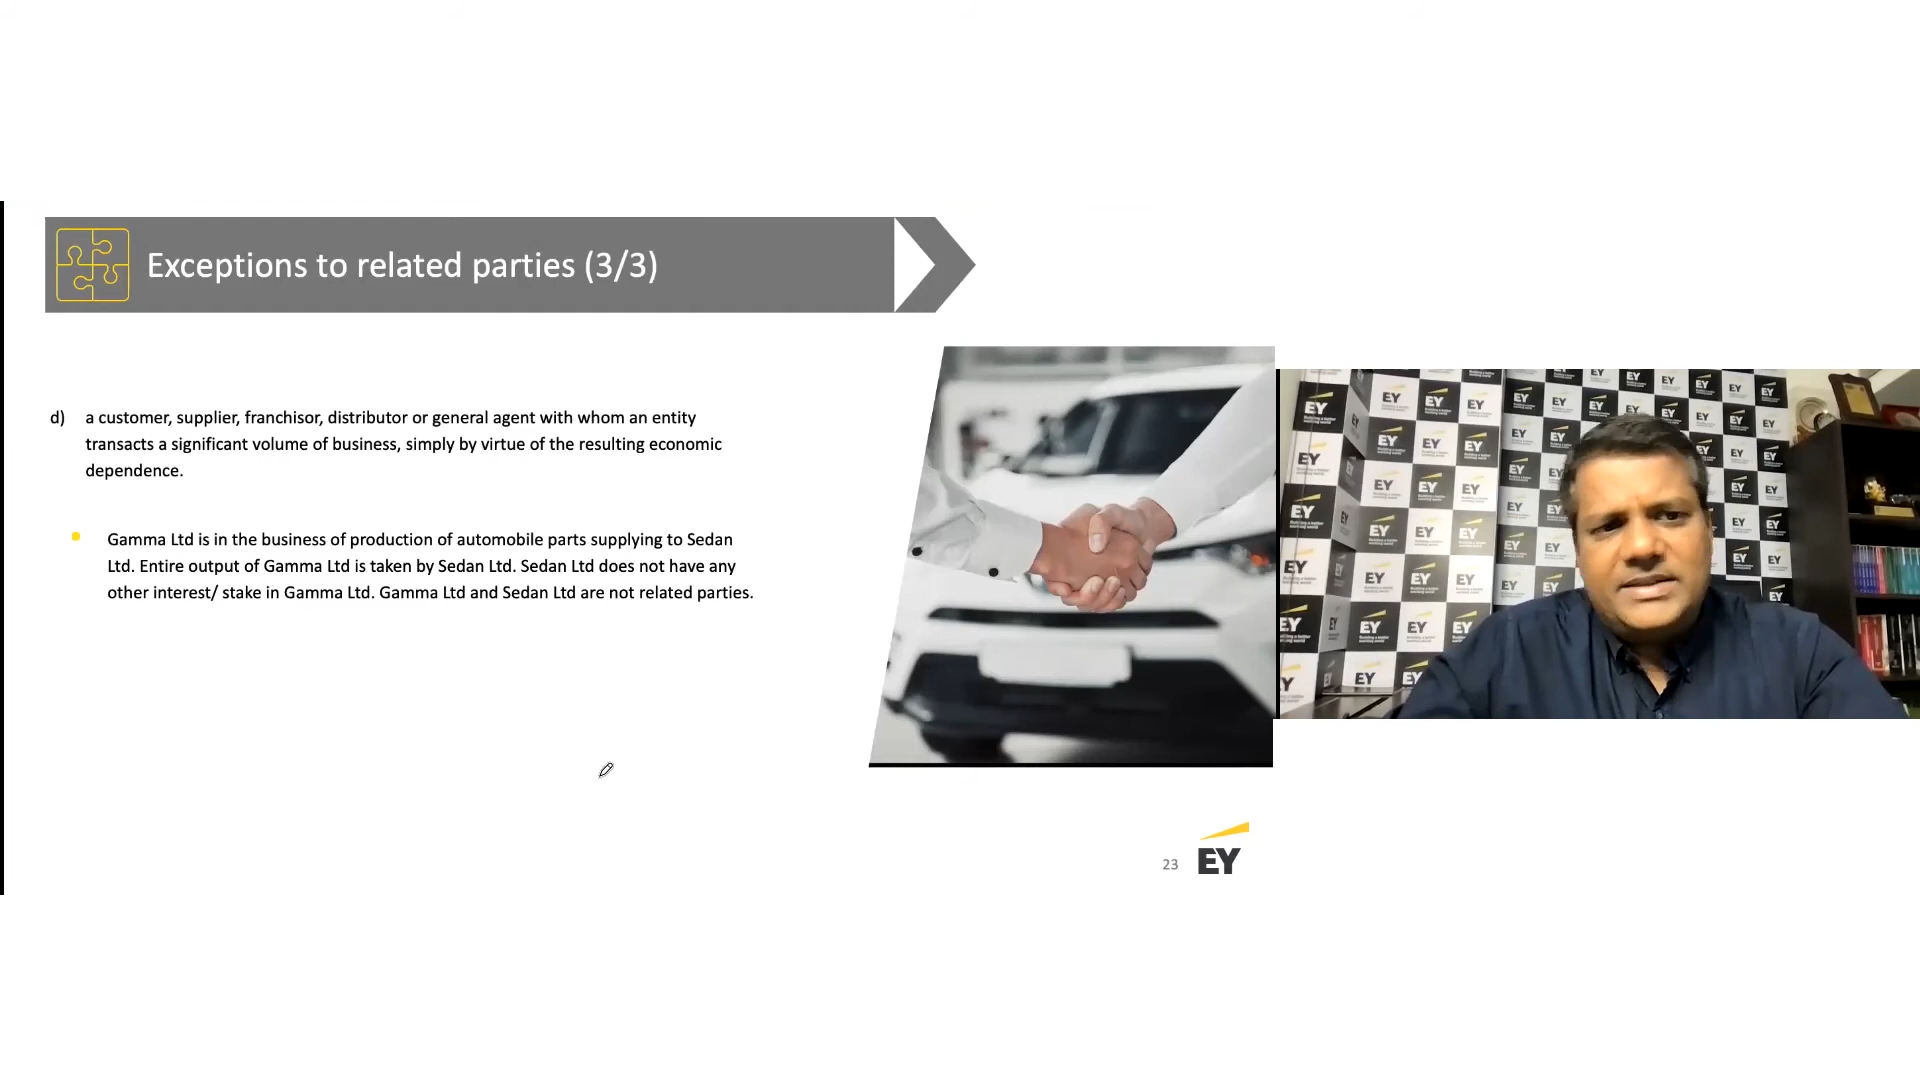 Exceptions to related parties (3/3)
d) a customer, supplier, franchisor, distributor or general agent with whom an entity
transacts a significant volume of business, simply by virtue of the resulting economic
dependence.
Gamma Ltd is in the business of production of automobile parts supplying to Sedan
Ltd. Entire output of Gamma Ltd is taken by Sedan Ltd. Sedan Ltd does not have any
other interest/ stake in Gamma Ltd. Gamma Ltd and Sedan Ltd are not related parties.
23
EY
EY